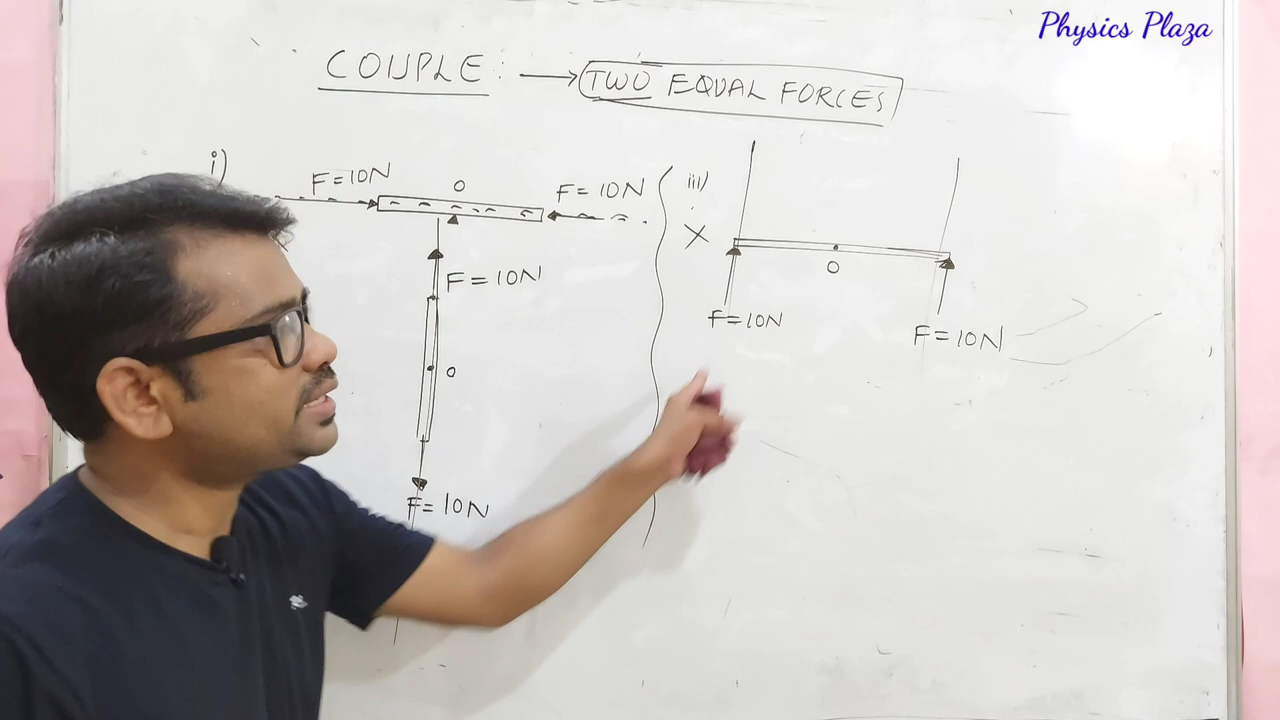 Physics Plaza
COUPLE : → TWO EQUAL FORCES
i)
F=10N
O
F=10N
F=10N
O
F=10N
iii)
X
O
F=10N
F=10N